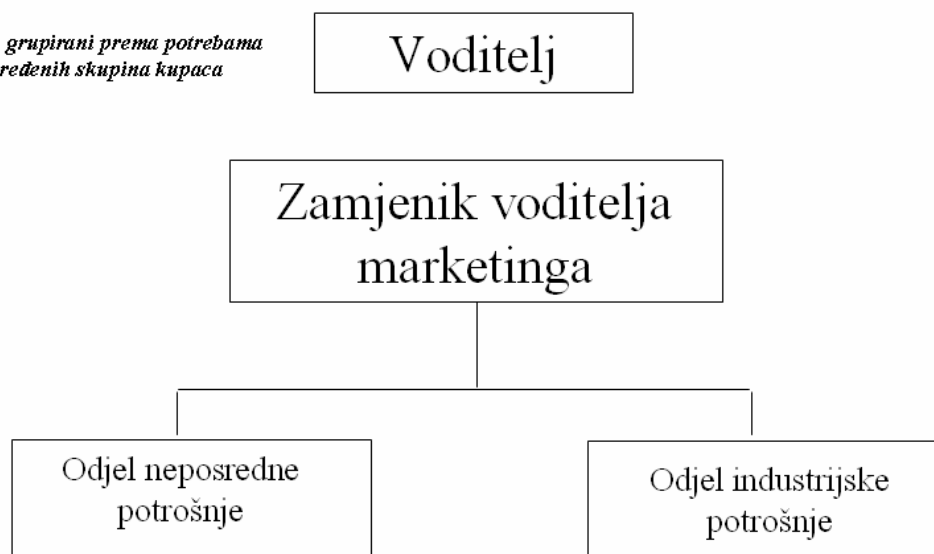 grupirani prema potrebama
ređenih skupina kupaca
Voditelj
Zamjenik voditelja
marketinga
Odjel neposredne
potrošnje
Odjel industrijske
potrošnje